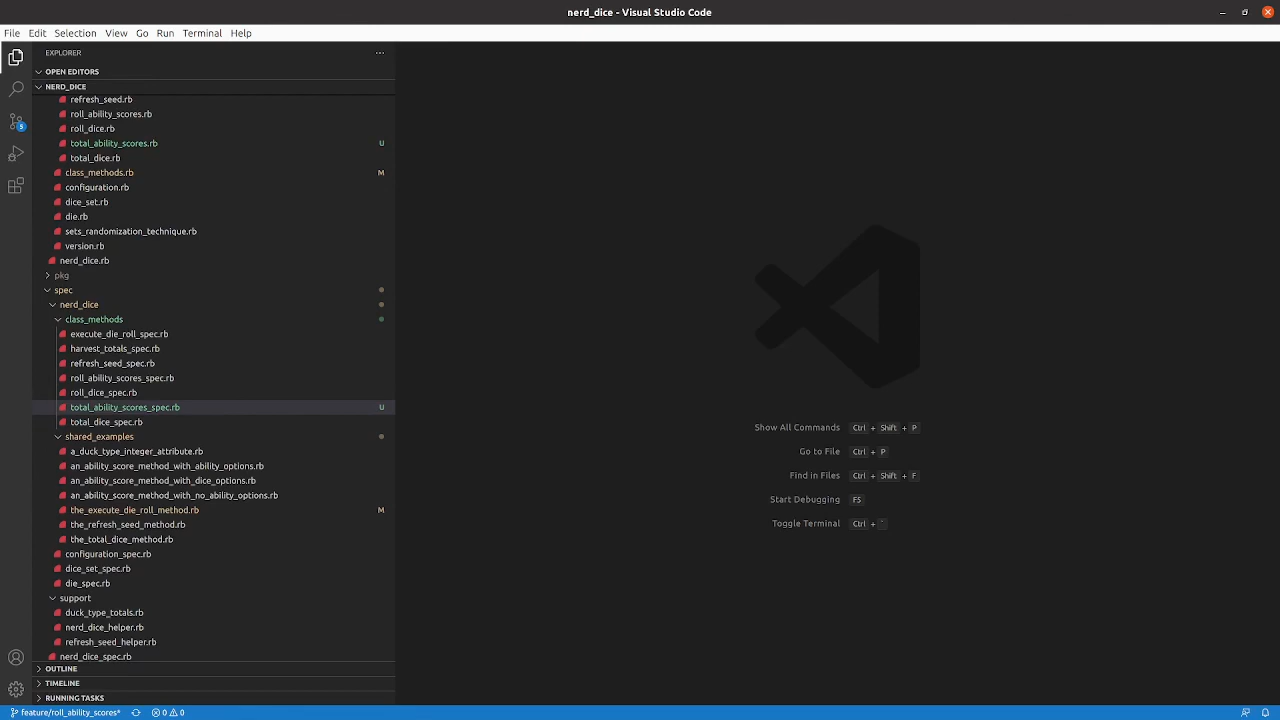 nerd_dice - Visual Studio Code
File Edit Selection View Go Run Terminal Help
EXPLORER
OPEN EDITORS
NERD_DICE
refresh_seed.rb
roll_ability_scores.rb
roll_dice.rb
total_ability_scores.rb U
total_dice.rb
class_methods.rb M
configuration.rb
dice_set.rb
die.rb
sets_randomization_technique.rb
version.rb
nerd_dice.rb
pkg
spec
nerd_dice
class_methods
execute_die_roll_spec.rb
harvest_totals_spec.rb
refresh_seed_spec.rb
roll_ability_scores_spec.rb
roll_dice_spec.rb
total_ability_scores_spec.rb U
total_dice_spec.rb
shared_examples
a_duck_type_integer_attribute.rb
an_ability_score_method_with_ability_options.rb
an_ability_score_method_with_dice_options.rb
an_ability_score_method_with_no_ability_options.rb
the_execute_die_roll_method.rb M
the_refresh_seed_method.rb
the_total_dice_method.rb
configuration_spec.rb
dice_set_spec.rb
die_spec.rb
support
duck_type_totals.rb
nerd_dice_helper.rb
refresh_seed_helper.rb
nerd_dice_spec.rb
OUTLINE
TIMELINE
RUNNING TASKS
5
Show All Commands Ctrl + Shift + P
Go to File Ctrl + P
Find in Files Ctrl + Shift + F
Start Debugging F5
Toggle Terminal Ctrl + `
feature/roll_ability_scores* 0 0